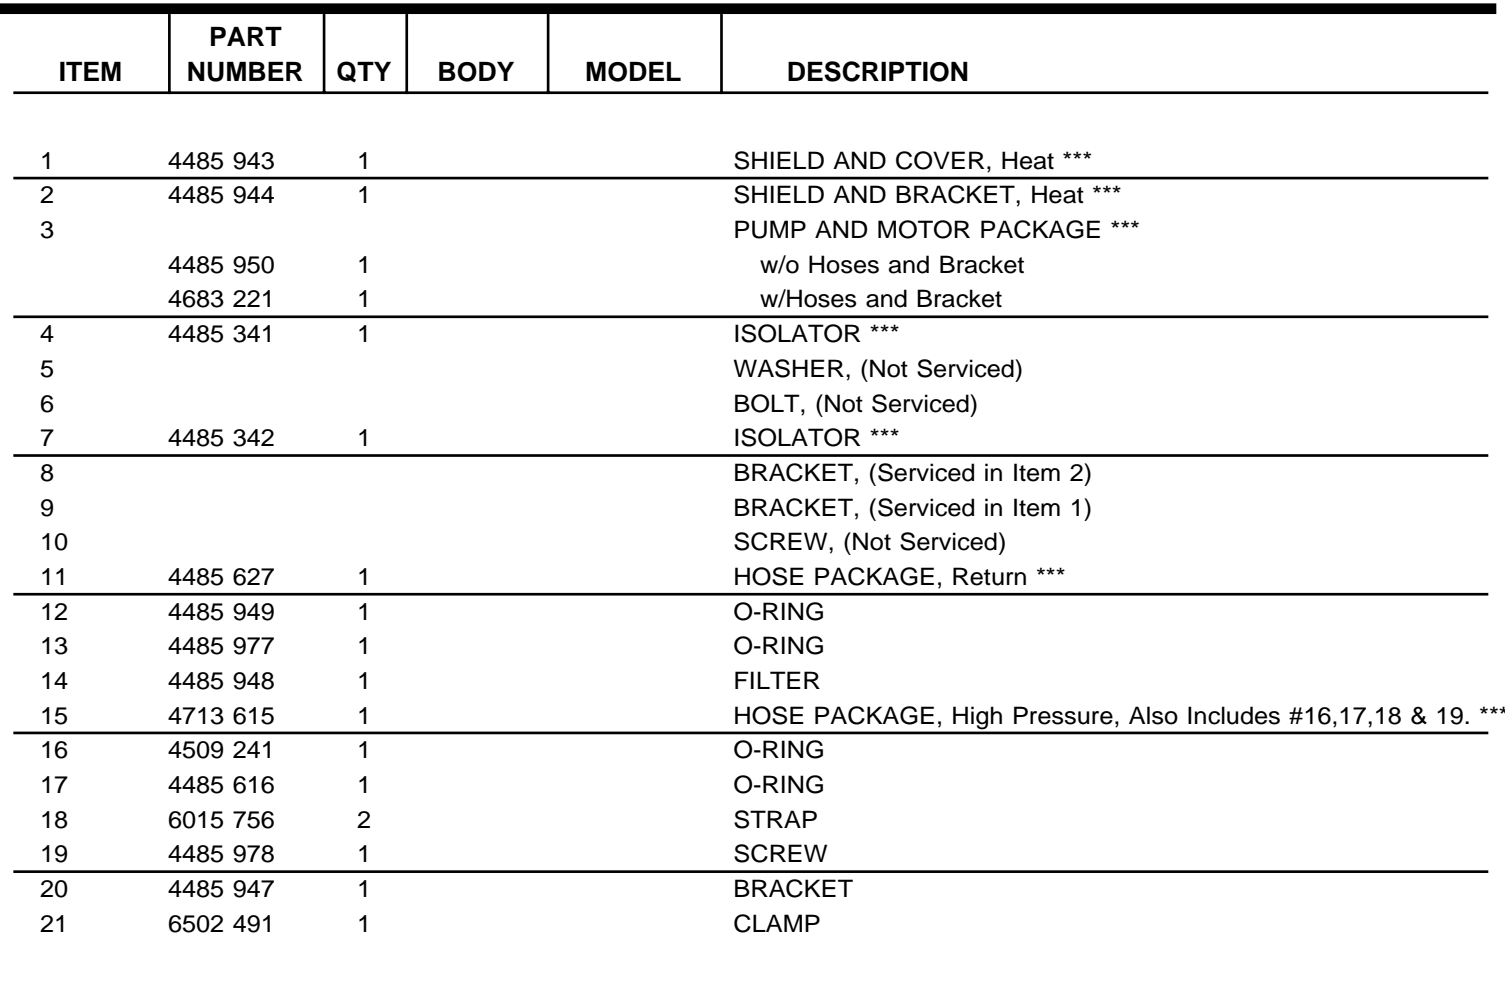 PART
ITEM NUMBER QTY BODY MODEL DESCRIPTION
1 4485 943 1 SHIELD AND COVER, Heat ***
2 4485 944 1 SHIELD AND BRACKET, Heat ***
3 PUMP AND MOTOR PACKAGE ***
4485 950 1 w/o Hoses and Bracket
4683 221 1 w/Hoses and Bracket
4 4485 341 1 ISOLATOR ***
5 WASHER, (Not Serviced)
6 BOLT, (Not Serviced)
7 4485 342 1 ISOLATOR ***
8 BRACKET, (Serviced in Item 2)
9 BRACKET, (Serviced in Item 1)
10 SCREW, (Not Serviced)
11 4485 627 1 HOSE PACKAGE, Return ***
12 4485 949 1 O-RING
13 4485 977 1 O-RING
14 4485 948 1 FILTER
15 4713 615 1 HOSE PACKAGE, High Pressure, Also Includes #16,17,18 & 19. ***
16 4509 241 1 O-RING
17 4485 616 1 O-RING
18 6015 756 2 STRAP
19 4485 978 1 SCREW
20 4485 947 1 BRACKET
21 6502 491 1 CLAMP